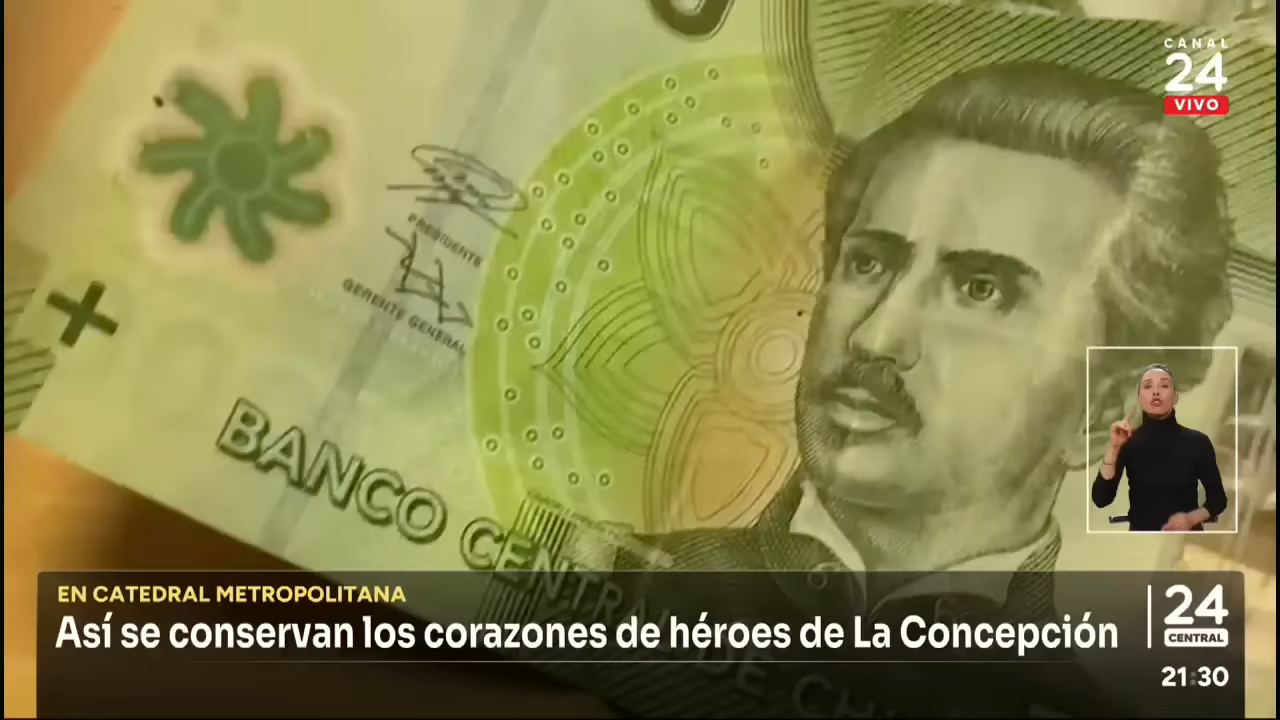 CANAL
24
VIVO
PRESIDENTE
GERENTE GENERAL
BANCO CENTRAL DE CH
EN CATEDRAL METROPOLITANA
Así se conservan los corazones de héroes de La Concepción
24
CENTRAL
21:30